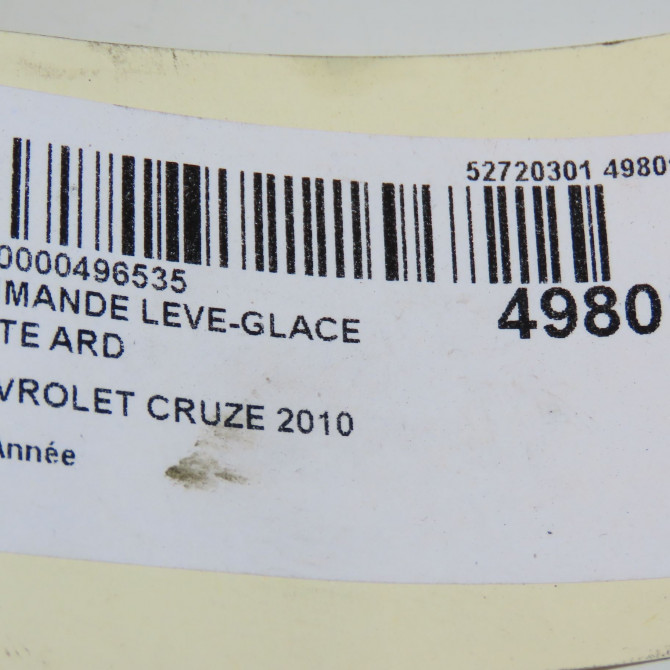 52720301 4980
0000496535
MANDE LEVE-GLACE
4980
TE ARD
VROLET CRUZE 2010
Année